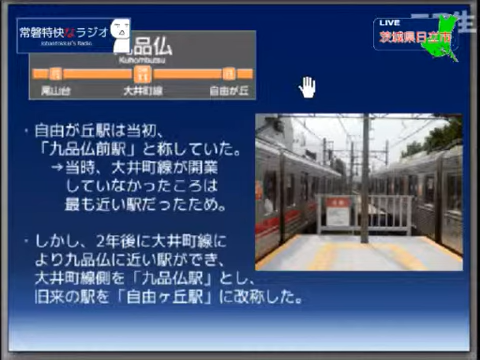 常磐特快なラジオ
Jobantokkai's Radio
LIVE
茨城県日立市
九品仏
Kuhombutsu
尾山台
大井町線
自由が丘
・自由が丘駅は当初、
「九品仏前駅」と称していた。
→当時、大井町線が開業
していなかったころは
最も近い駅だったため。
・しかし、2年後に大井町線に
より九品仏に近い駅ができ、
大井町線側を「九品仏駅」とし、
旧来の駅を「自由ヶ丘駅」に改称した。